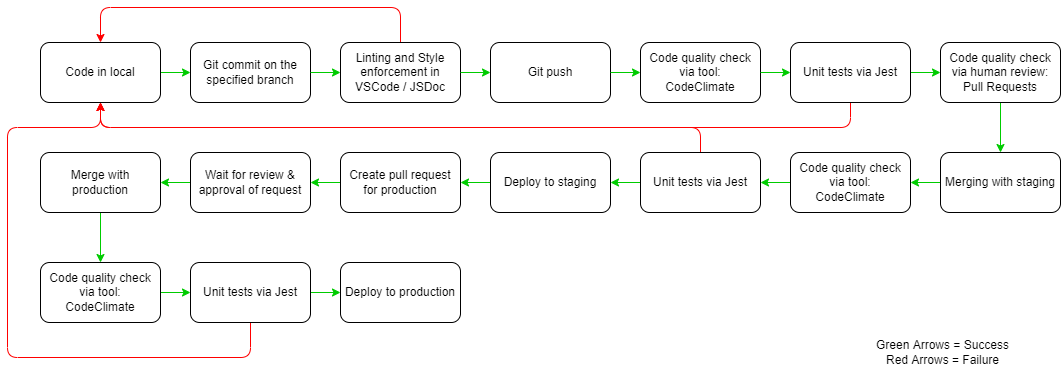 Code in local
Git commit on the
specified branch
Linting and Style
enforcement in
VSCode / JSDoc
Git push
Code quality check
via tool:
CodeClimate
Unit tests via Jest
Code quality check
via human review:
Pull Requests
Merge with
production
Wait for review &
approval of request
Create pull request
for production
Deploy to staging
Unit tests via Jest
Code quality check
via tool:
CodeClimate
Merging with staging
Code quality check
via tool:
CodeClimate
Unit tests via Jest
Deploy to production
Green Arrows = Success
Red Arrows = Failure